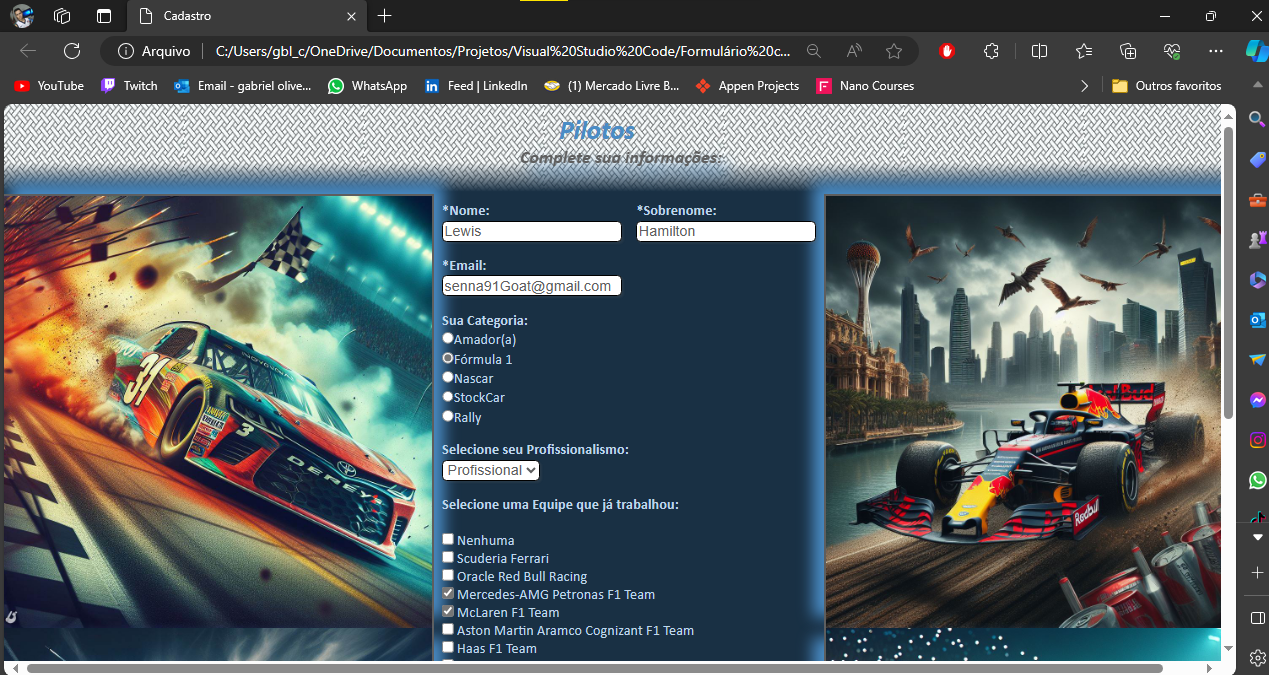 Cadastro
Arquivo
C:/Users/gbl_c/OneDrive/Documentos/Projetos/Visual%20Studio%20Code/Formulário%20c...
YouTube Twitch Email - gabriel olive... WhatsApp Feed | LinkedIn (1) Mercado Livre B... Appen Projects Nano Courses Outros favoritos
Pilotos
Complete sua informações:
*Nome: *Sobrenome:
Lewis Hamilton
*Email:
senna91Goat@gmail.com
Sua Categoria:
Amador(a)
Fórmula 1
Nascar
StockCar
Rally
Selecione seu Profissionalismo:
Profissional
Selecione uma Equipe que já trabalhou:
Nenhuma
Scuderia Ferrari
Oracle Red Bull Racing
Mercedes-AMG Petronas F1 Team
McLaren F1 Team
Aston Martin Aramco Cognizant F1 Team
Haas F1 Team
34
3
DEREY
RedBul